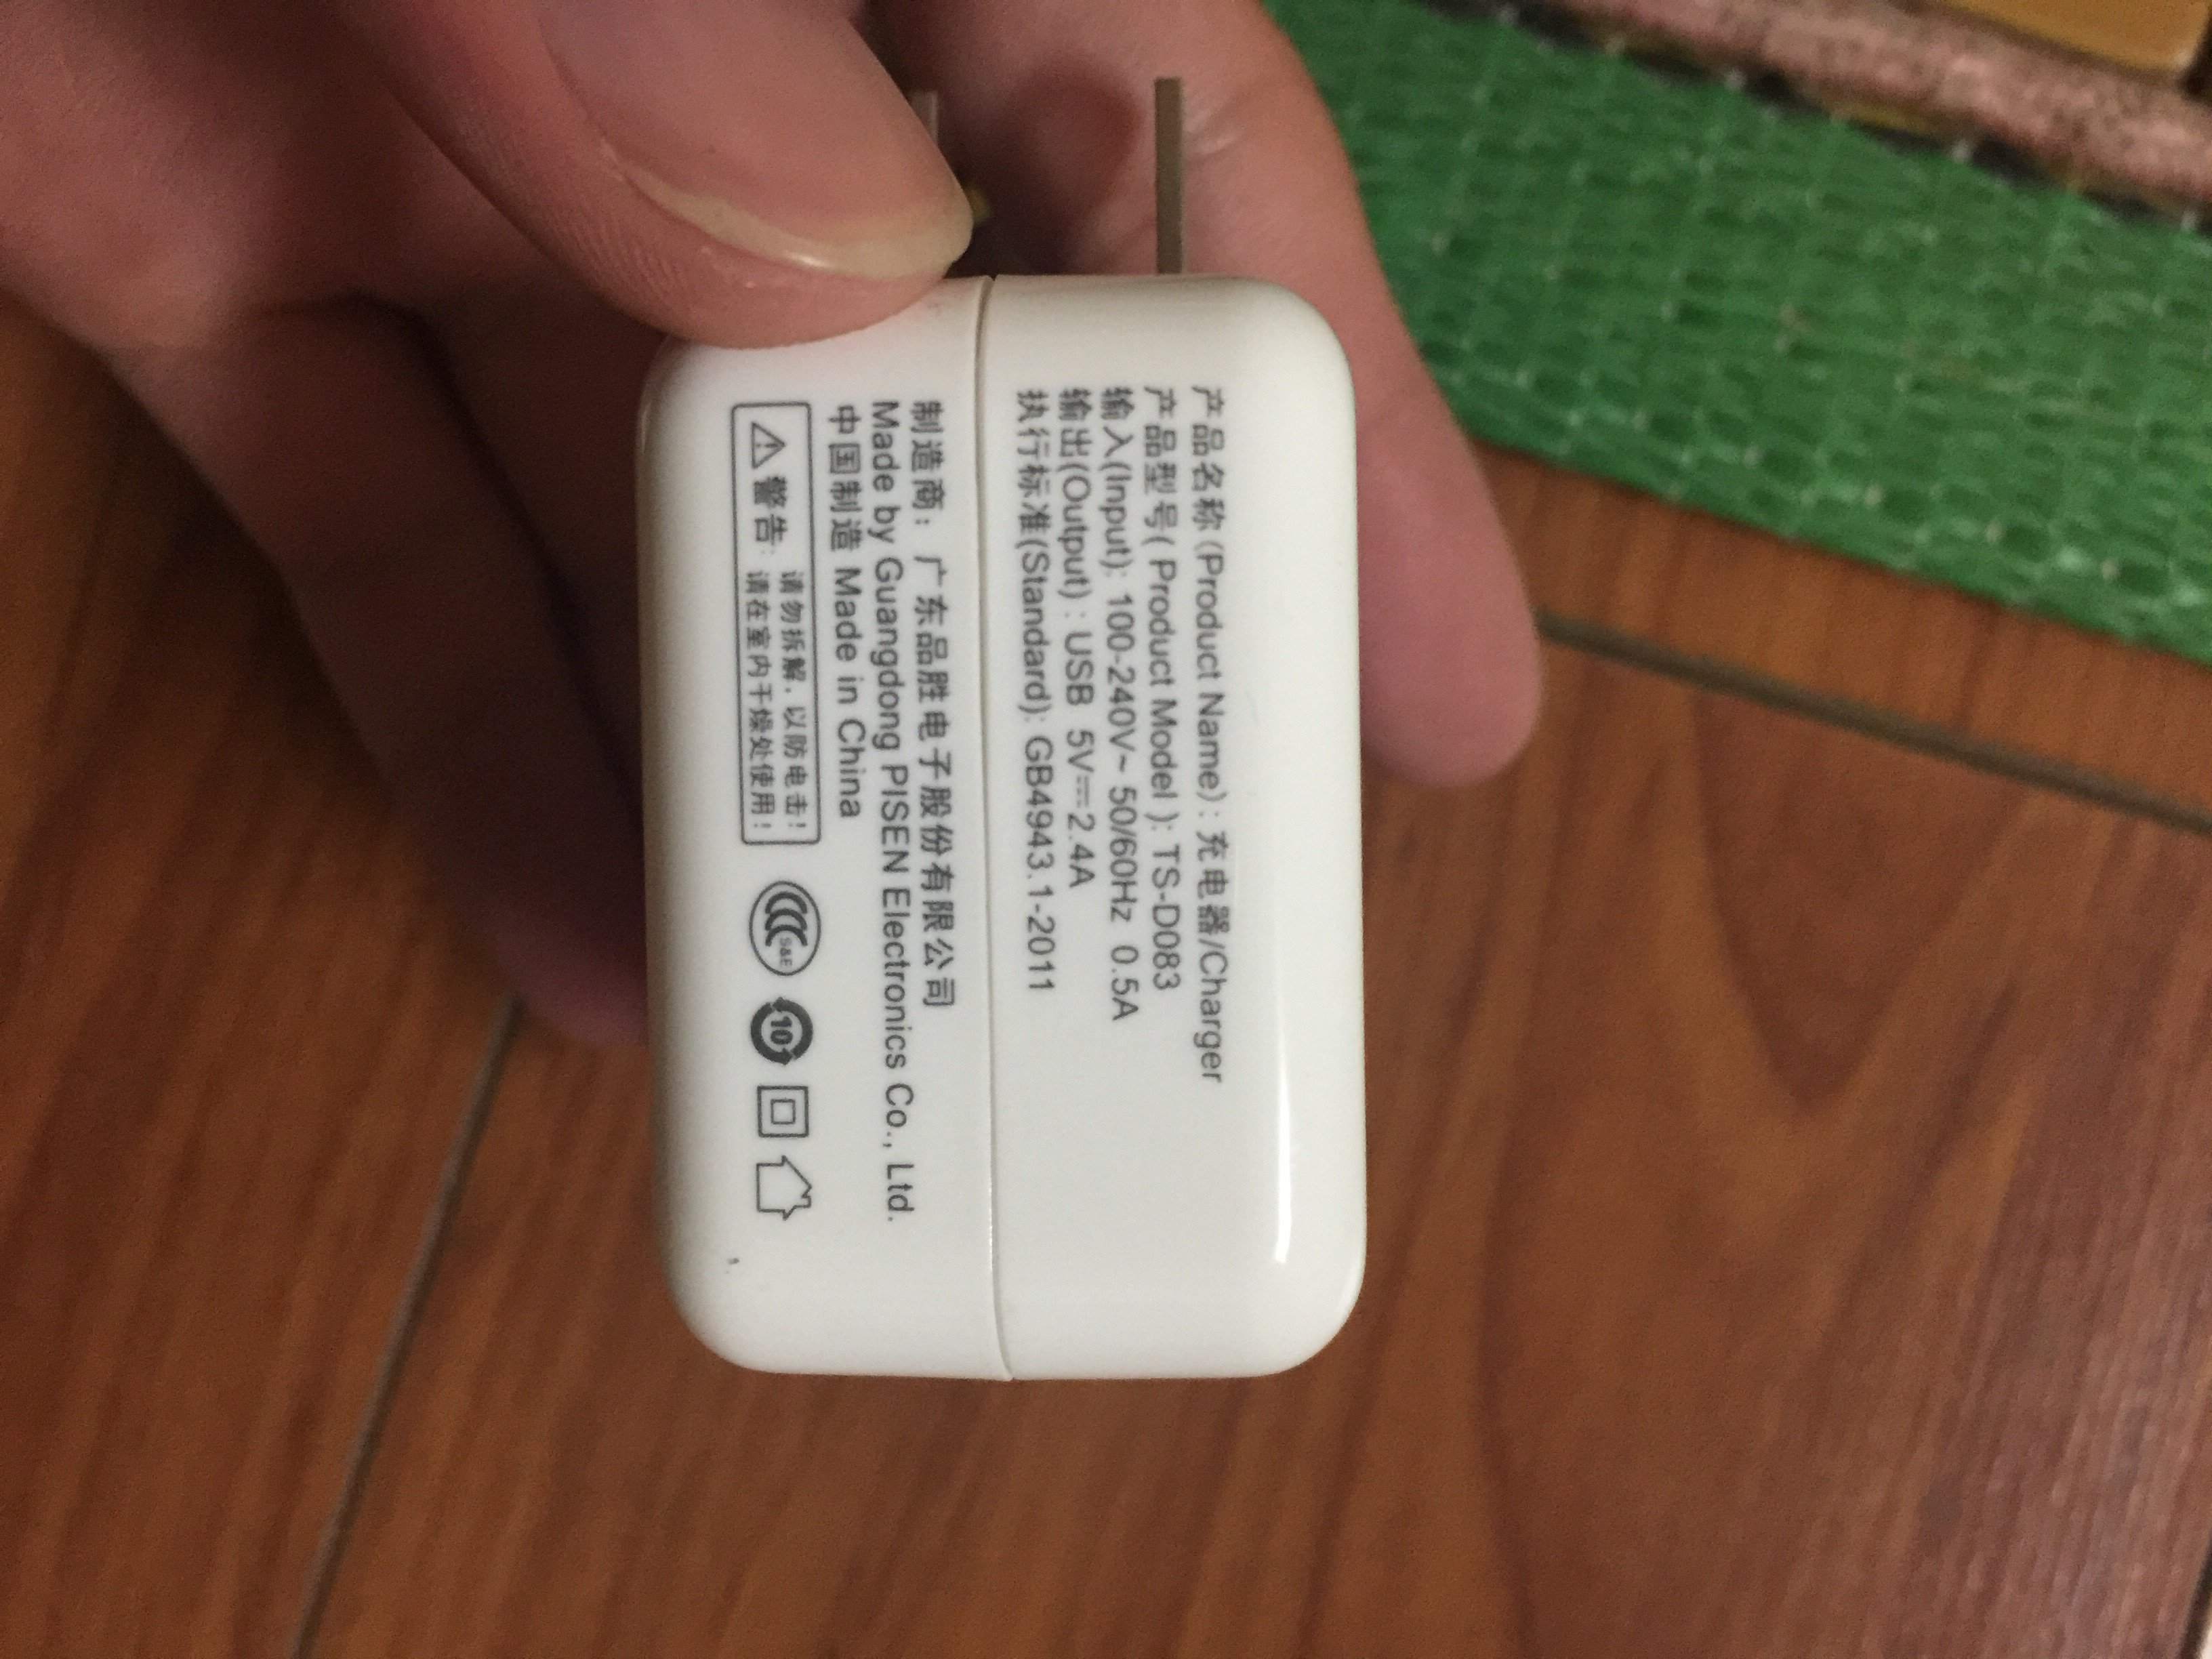 产品名称(Product Name)：充电器/Charger
产品型号( Product Model ): TS-D083
输入(Input): 100-240V~ 50/60Hz 0.5A
输出(Output) : USB 5V⎓2.4A
执行标准(Standard): GB4943.1-2011
制造商：广东品胜电子股份有限公司
Made by Guangdong PISEN Electronics Co., Ltd.
中国制造 Made in China
⚠警告: 请勿拆解, 以防电击!
请在室内干燥处使用!
CCC S&E 10